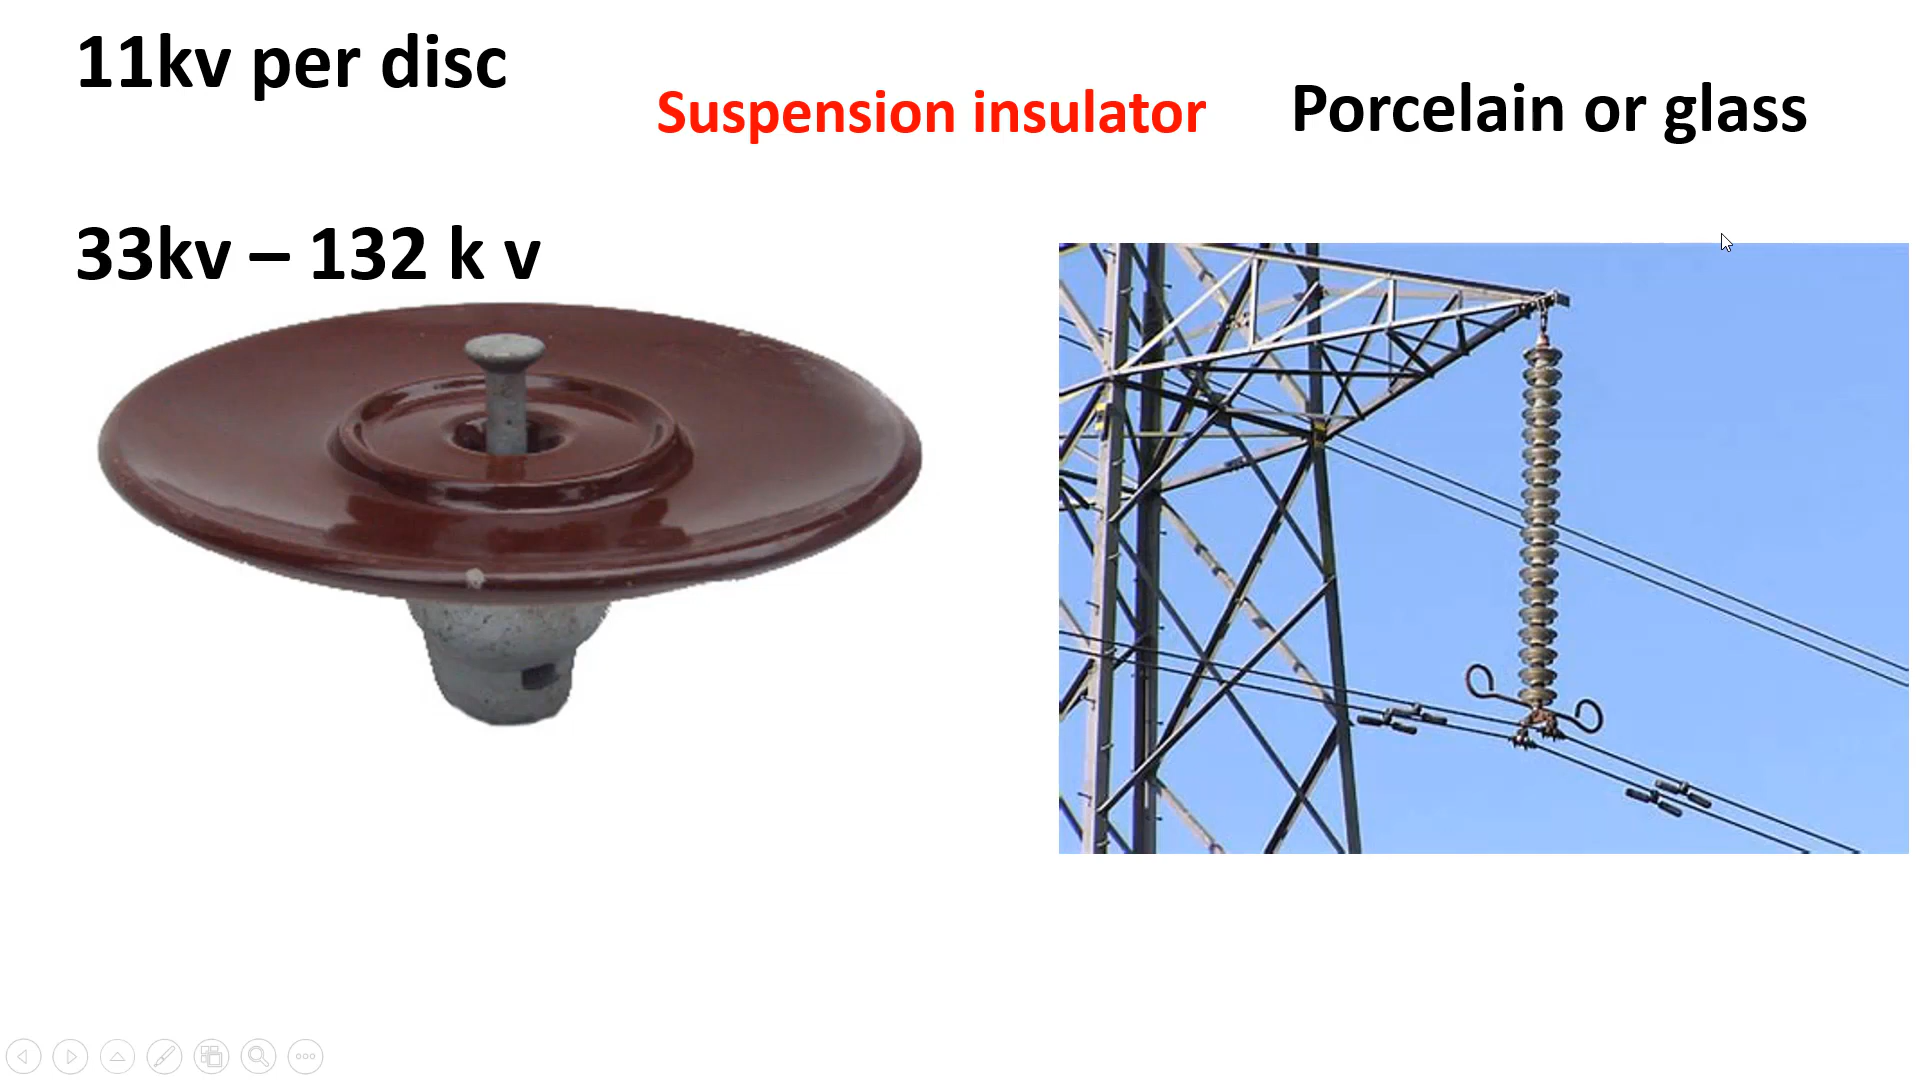 11kv per disc
Suspension insulator
Porcelain or glass
33kv – 132 k v